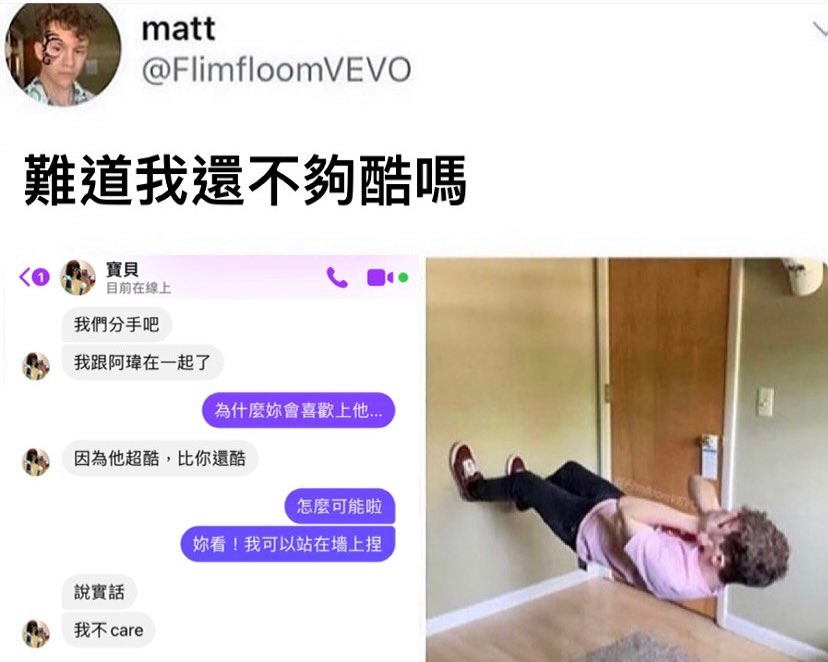 matt
@FlimfloomVEVO
難道我還不夠酷嗎
1
寶貝
目前在線上
我們分手吧
我跟阿瑋在一起了
為什麼妳會喜歡上他...
因為他超酷，比你還酷
怎麼可能啦
妳看！我可以站在墻上捏
說實話
我不care
@FlimfloomVEVO